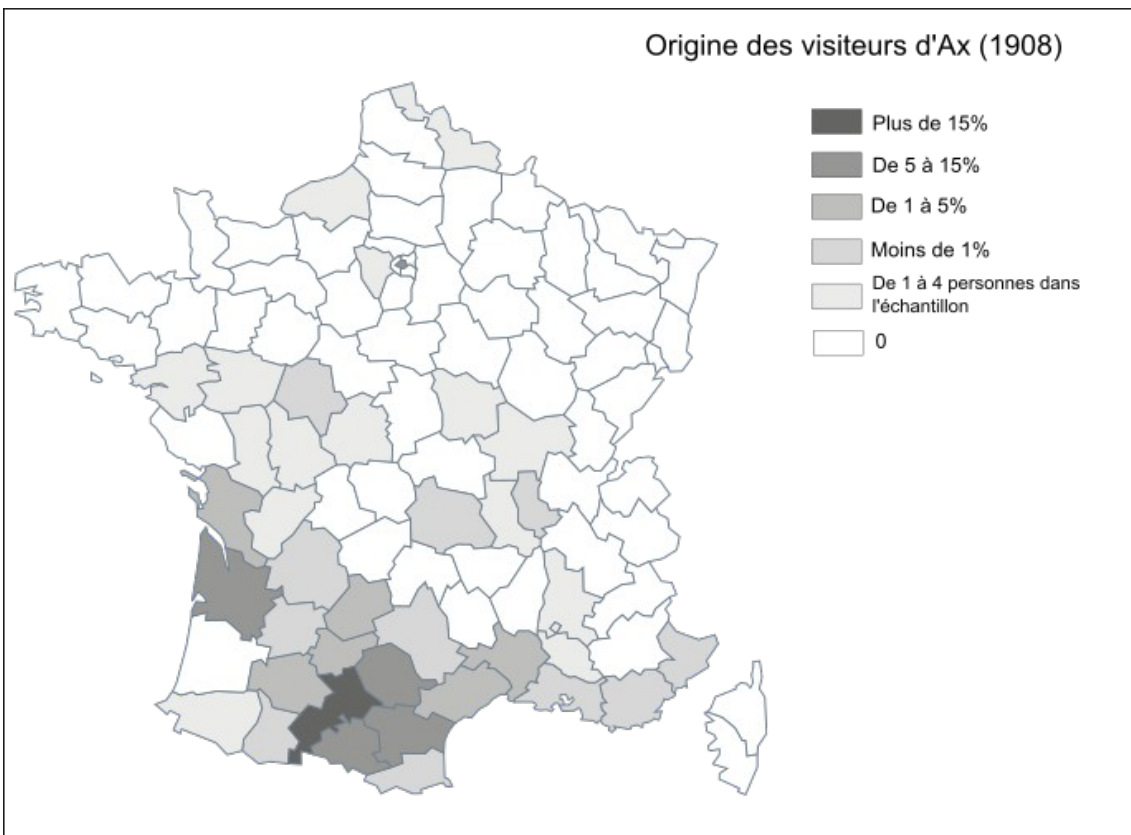 Origine des visiteurs d'Ax (1908)
Plus de 15%
De 5 à 15%
De 1 à 5%
Moins de 1%
De 1 à 4 personnes dans
l'échantillon
0